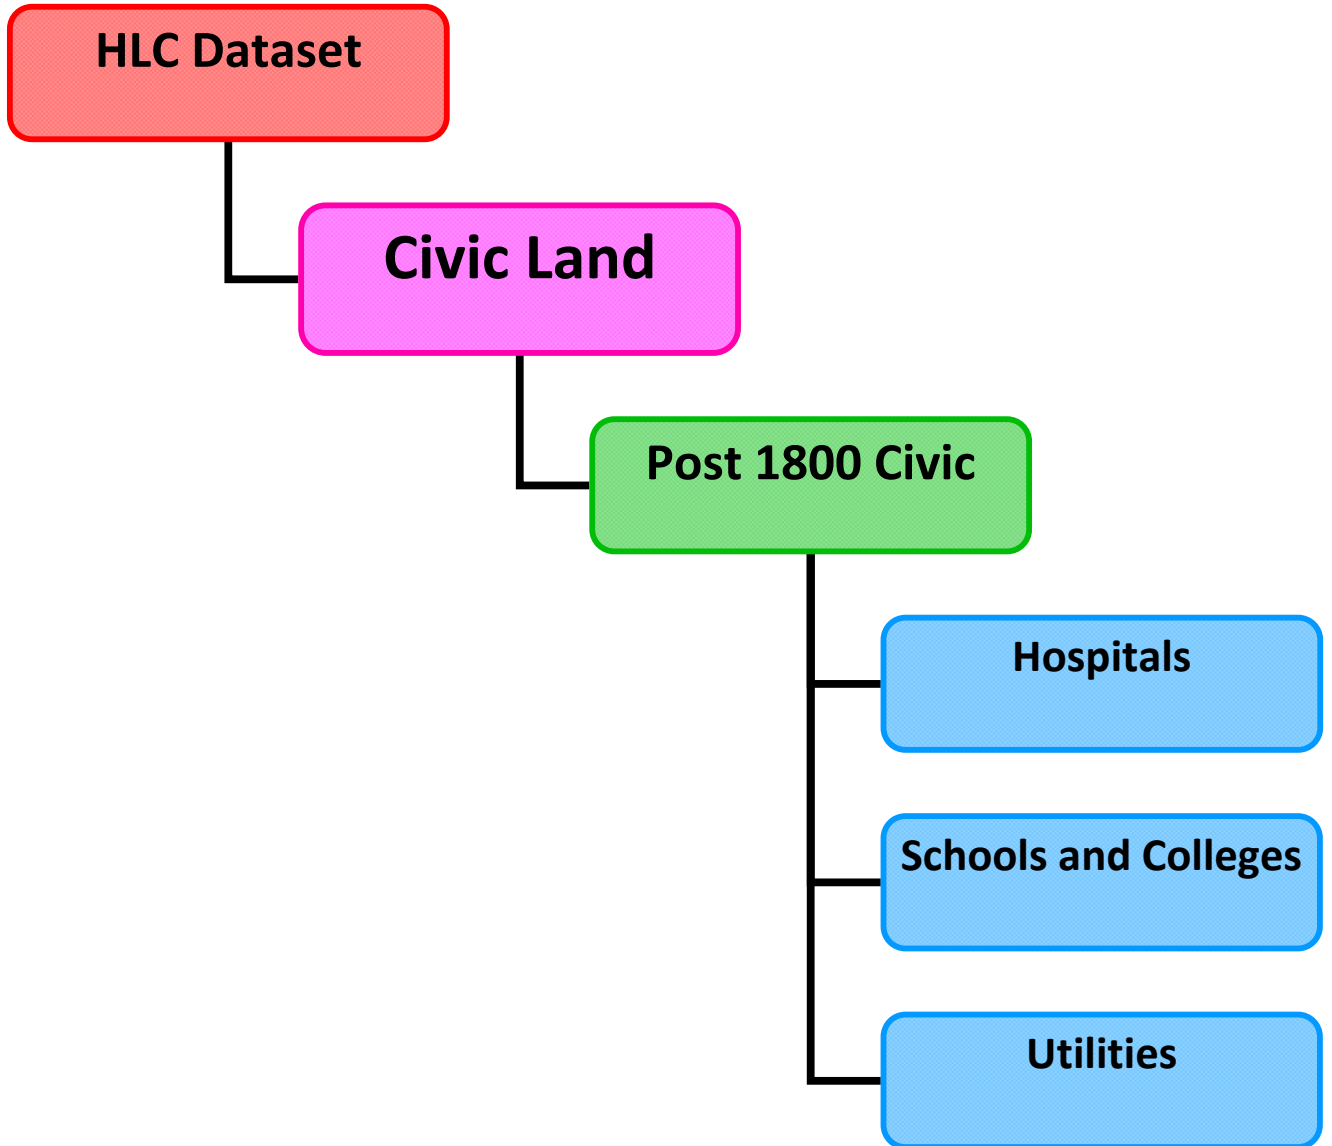 HLC Dataset
Civic Land
Post 1800 Civic
Hospitals
Schools and Colleges
Utilities